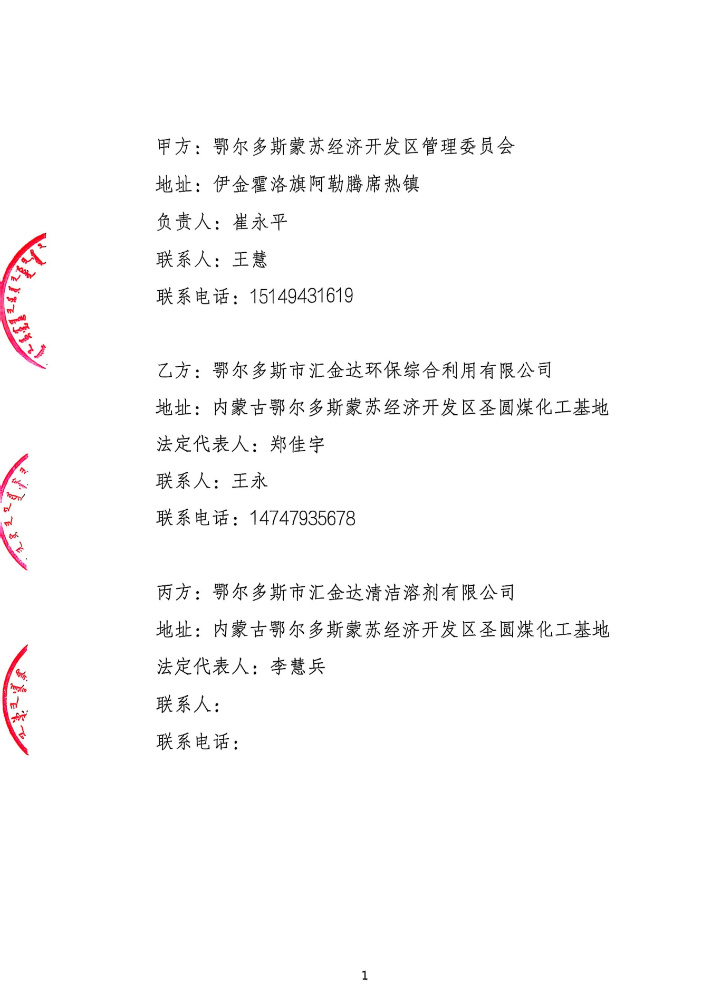 甲方：鄂尔多斯蒙苏经济开发区管理委员会
地址：伊金霍洛旗阿勒腾席热镇
负责人：崔永平
联系人：王慧
联系电话：15149431619
乙方：鄂尔多斯市汇金达环保综合利用有限公司
地址：内蒙古鄂尔多斯蒙苏经济开发区圣圆煤化工基地
法定代表人：郑佳宇
联系人：王永
联系电话：14747935678
丙方：鄂尔多斯市汇金达清洁溶剂有限公司
地址：内蒙古鄂尔多斯蒙苏经济开发区圣圆煤化工基地
法定代表人：李慧兵
联系人：
联系电话：
1